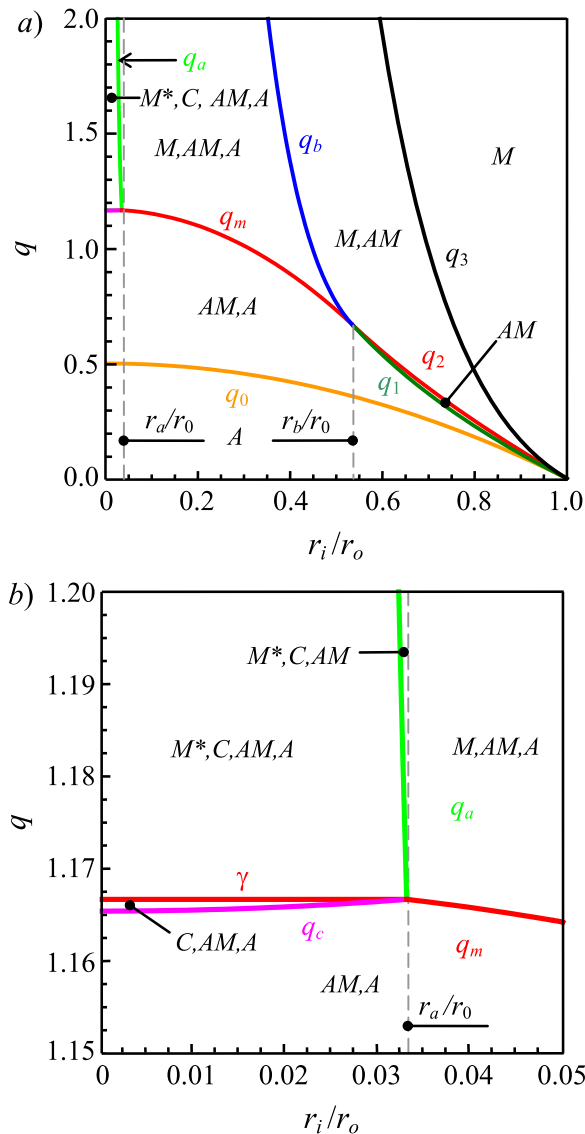 a)
2.0
q_a
M*,C, AM,A
1.5
M,AM,A
q_b
M
q
q_m
M,AM
q_3
1.0
AM,A
AM
0.5
q_2
q_0
q_1
r_a/r_0 A r_b/r_0
0.0
0.0 0.2 0.4 0.6 0.8 1.0
r_i/r_o
b)
1.20
M*,C,AM
1.19
M*,C,AM,A
M,AM,A
1.18
q
q_a
1.17
γ
q_c
C,AM,A
q_m
1.16
AM,A
r_a/r_0
1.15
0 0.01 0.02 0.03 0.04 0.05
r_i/r_o